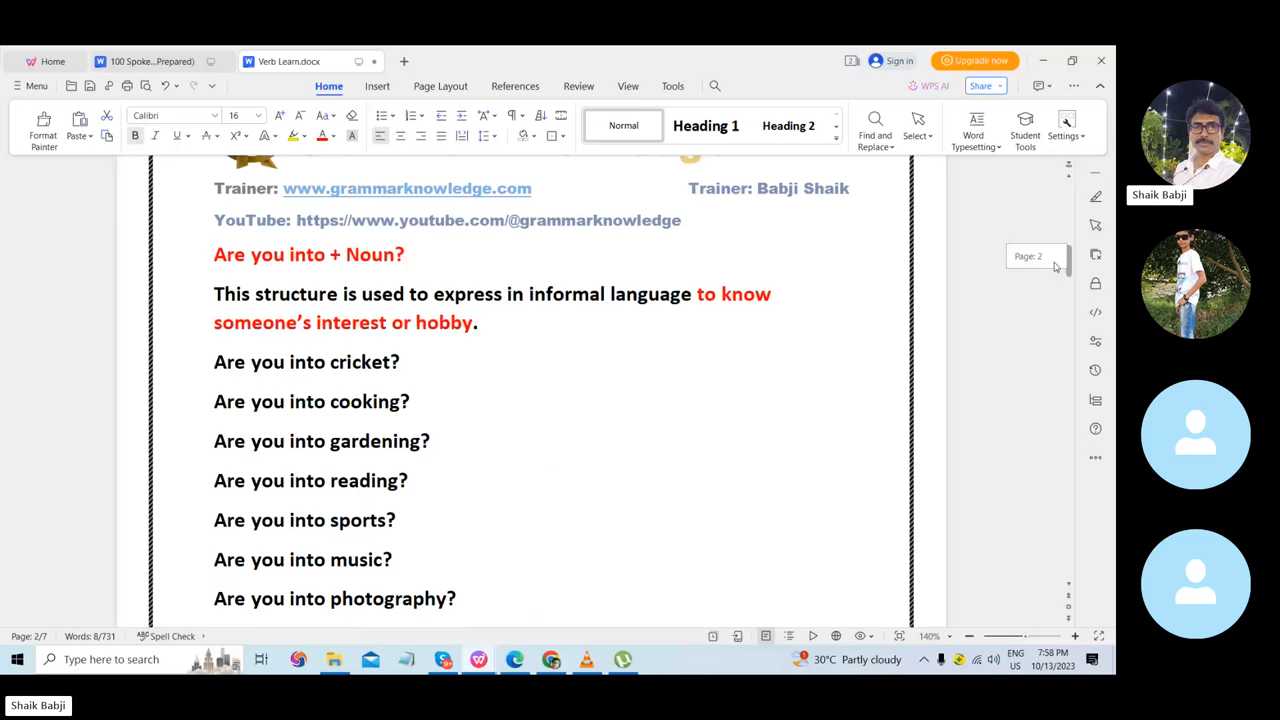 Home
100 Spoke...Prepared)
Verb Learn.docx
Sign in
Upgrade now
Menu
Home
Insert
Page Layout
References
Review
View
Tools
WPS AI
Share
Format Painter
Paste
Calibri
16
Normal
Heading 1
Heading 2
Find and Replace
Select
Word Typesetting
Student Tools
Settings
Trainer: www.grammarknowledge.com Trainer: Babji Shaik
YouTube: https://www.youtube.com/@grammarknowledge
Are you into + Noun?
This structure is used to express in informal language to know
someone’s interest or hobby.
Are you into cricket?
Are you into cooking?
Are you into gardening?
Are you into reading?
Are you into sports?
Are you into music?
Are you into photography?
Page: 2
Page: 2/7 Words: 8/731 Spell Check 140%
Type here to search
30°C Partly cloudy
ENG
US
7:58 PM
10/13/2023
Shaik Babji
Shaik Babji